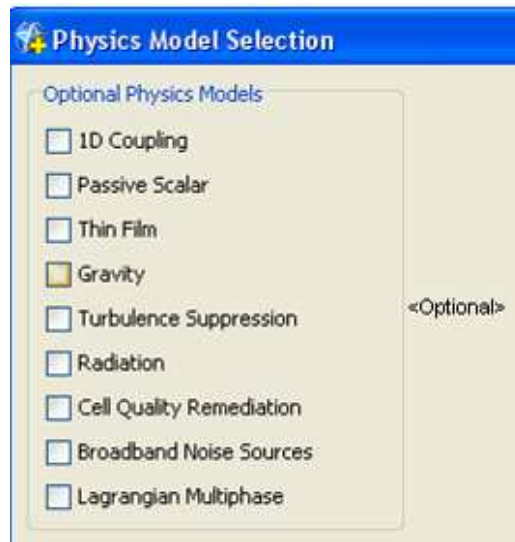 Physics Model Selection
Optional Physics Models
1D Coupling
Passive Scalar
Thin Film
Gravity
Turbulence Suppression
<Optional>
Radiation
Cell Quality Remediation
Broadband Noise Sources
Lagrangian Multiphase